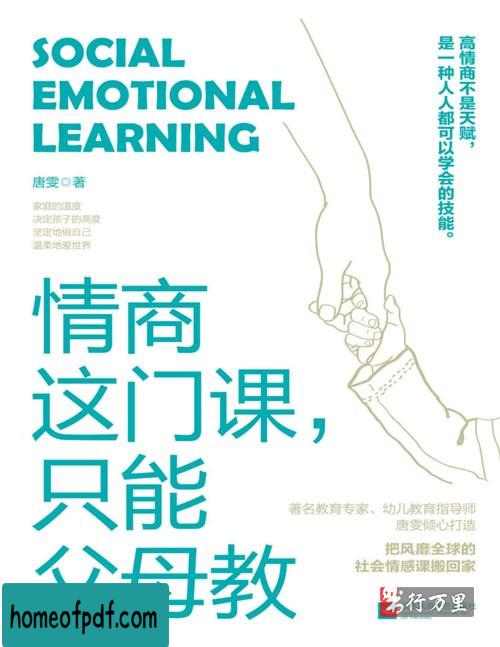 SOCIAL
EMOTIONAL
LEARNING
高情商不是天赋，
是一种人人都可以学会的技能。
唐雯◎著
家庭的温度
决定孩子的高度
坚定地做自己
温柔地爱世界
情商
这门课，
只能
父母教
著名教育专家、幼儿教育指导师
唐雯倾心打造
把风靡全球的
社会情感课搬回家
书行万里
homeofpdf.com